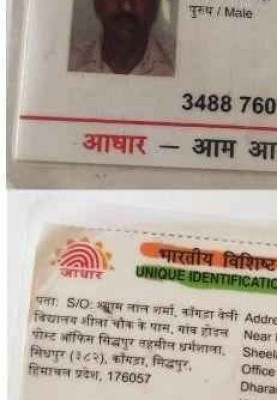 पुरुष / Male
3488 760
आधार — आम आ
आधार
भारतीय विशिष्ट
UNIQUE IDENTIFICATIO
पता: S/O: श्याम लाल शर्मा, काँगडा वेली
विद्यालय शीला चौक के पास, गांव होडल
पोस्ट ऑफिस सिद्धपुर तहसील धर्मशाला,
सिधपुर (३८२), काँगडा, सिद्धपुर,
हिमाचल प्रदेश, 176057
Addre
Near
Sheel
Office
Dhara